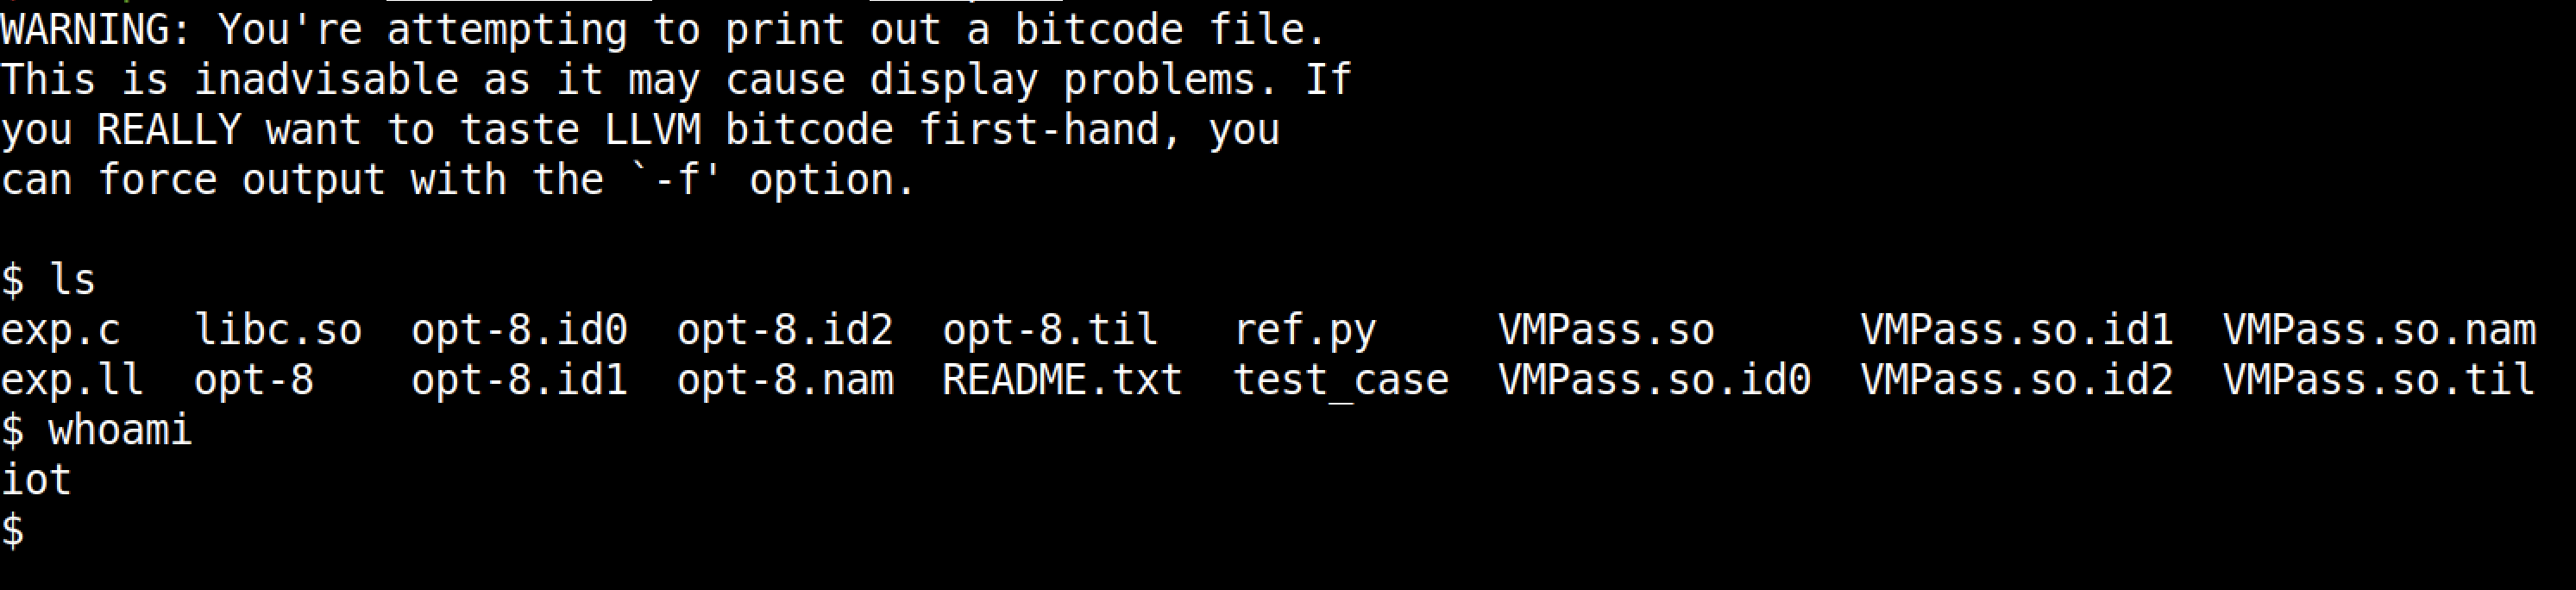 WARNING: You're attempting to print out a bitcode file.
This is inadvisable as it may cause display problems. If
you REALLY want to taste LLVM bitcode first-hand, you
can force output with the `-f' option.
$ ls
exp.c libc.so opt-8.id0 opt-8.id2 opt-8.til ref.py VMPass.so VMPass.so.id1 VMPass.so.nam
exp.ll opt-8 opt-8.id1 opt-8.nam README.txt test_case VMPass.so.id0 VMPass.so.id2 VMPass.so.til
$ whoami
iot
$